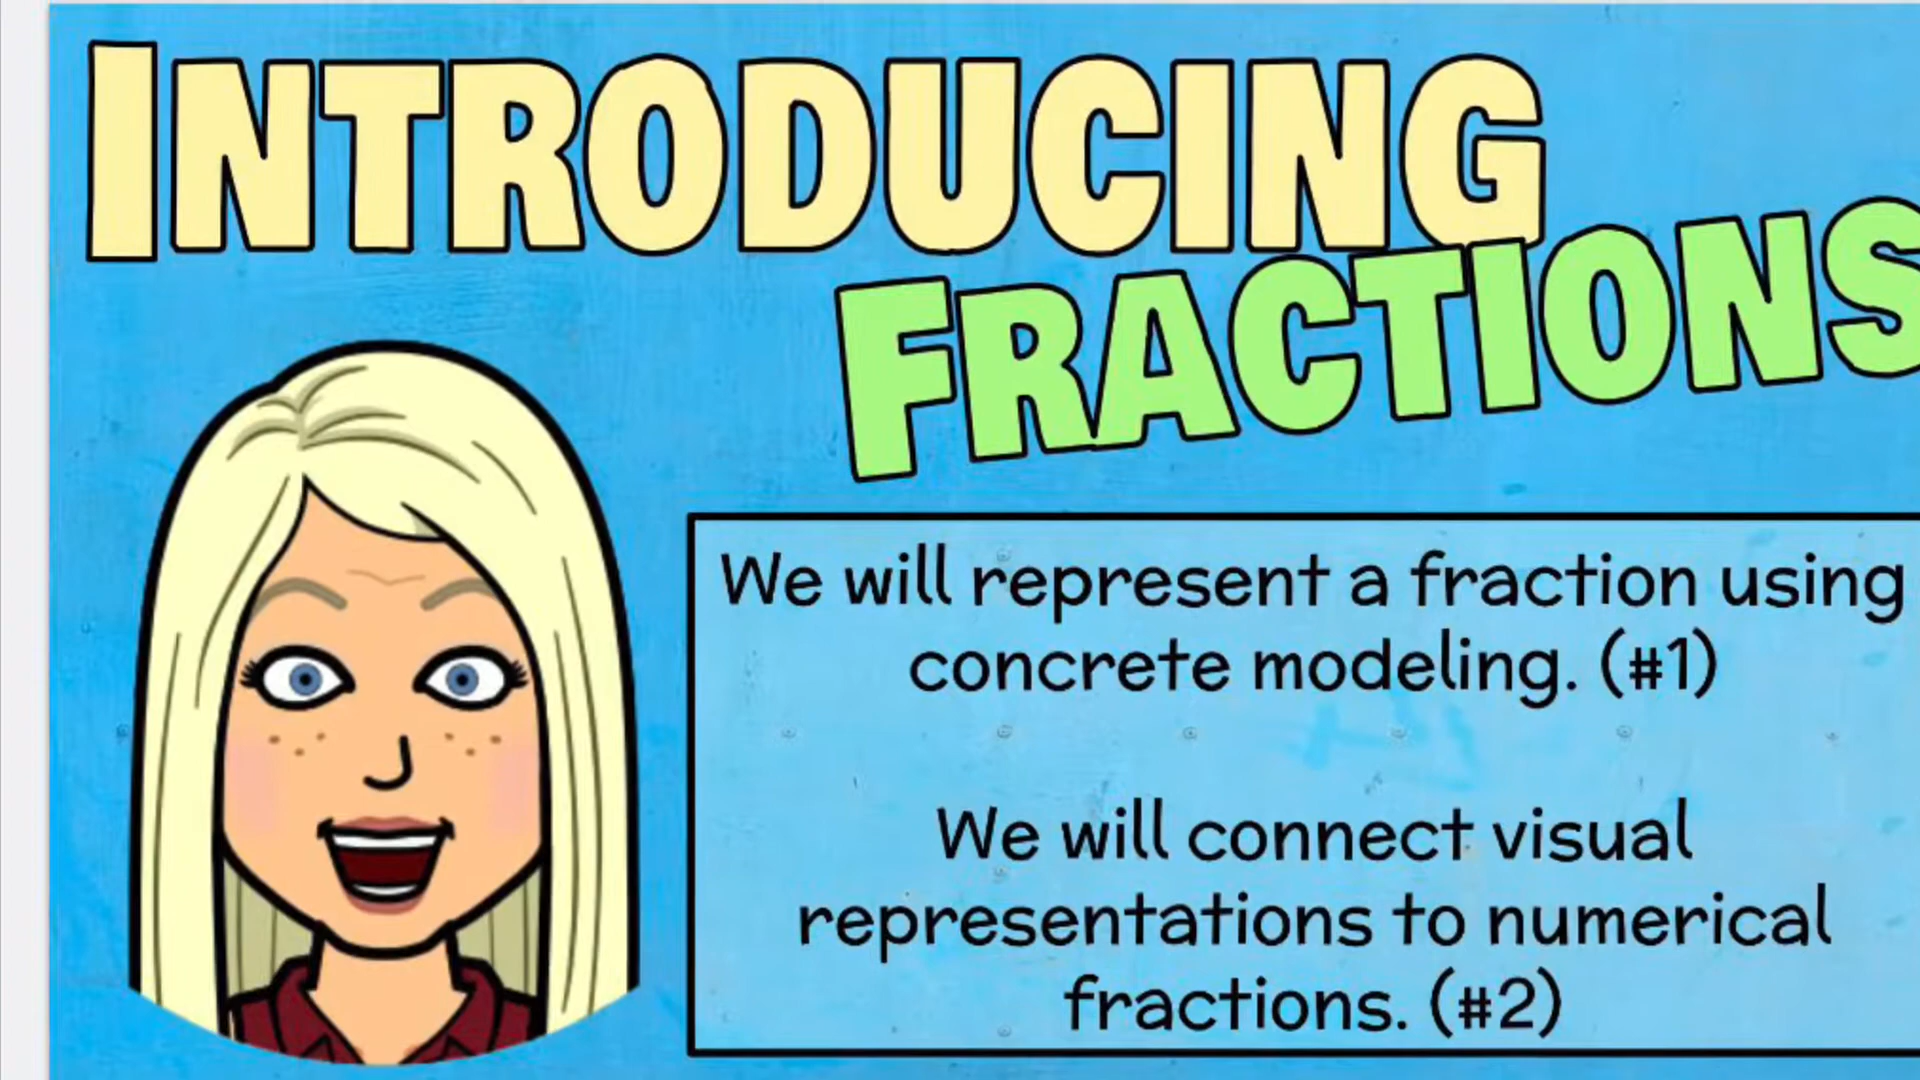 INTRODUCING
FRACTIONS
We will represent a fraction using
concrete modeling. (#1)
We will connect visual
representations to numerical
fractions. (#2)